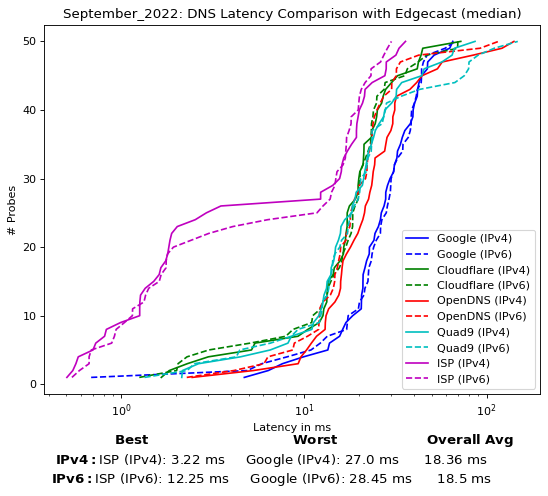 September_2022: DNS Latency Comparison with Edgecast (median)
50
40
30
20
10
0
# Probes
10⁰
10¹
10²
Latency in ms
Google (IPv4)
Google (IPv6)
Cloudflare (IPv4)
Cloudflare (IPv6)
OpenDNS (IPv4)
OpenDNS (IPv6)
Quad9 (IPv4)
Quad9 (IPv6)
ISP (IPv4)
ISP (IPv6)
Best Worst Overall Avg
IPv4: ISP (IPv4): 3.22 ms Google (IPv4): 27.0 ms 18.36 ms
IPv6: ISP (IPv6): 12.25 ms Google (IPv6): 28.45 ms 18.5 ms